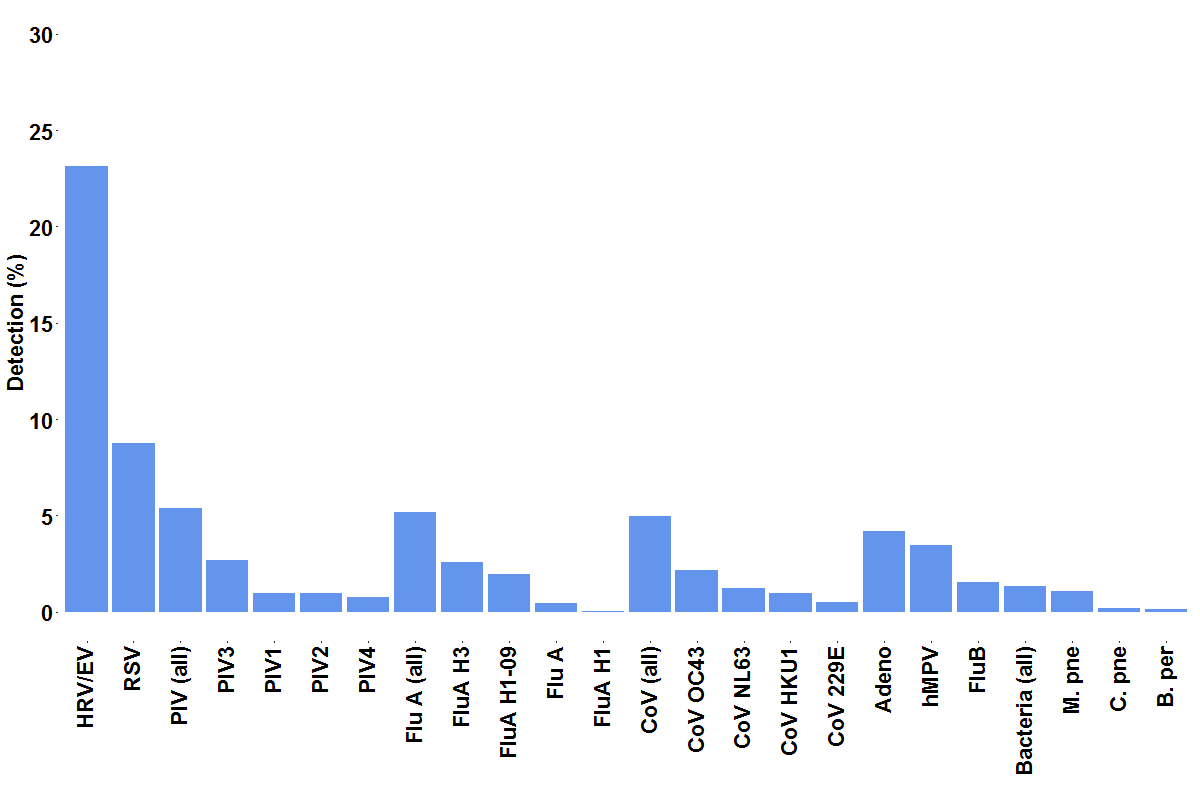 30
25
20
15
10
5
0
Detection (%)
HRV/EV
RSV
PIV (all)
PIV3
PIV1
PIV2
PIV4
Flu A (all)
FluA H3
FluA H1-09
Flu A
FluA H1
CoV (all)
CoV OC43
CoV NL63
CoV HKU1
CoV 229E
Adeno
hMPV
FluB
Bacteria (all)
M. pne
C. pne
B. per